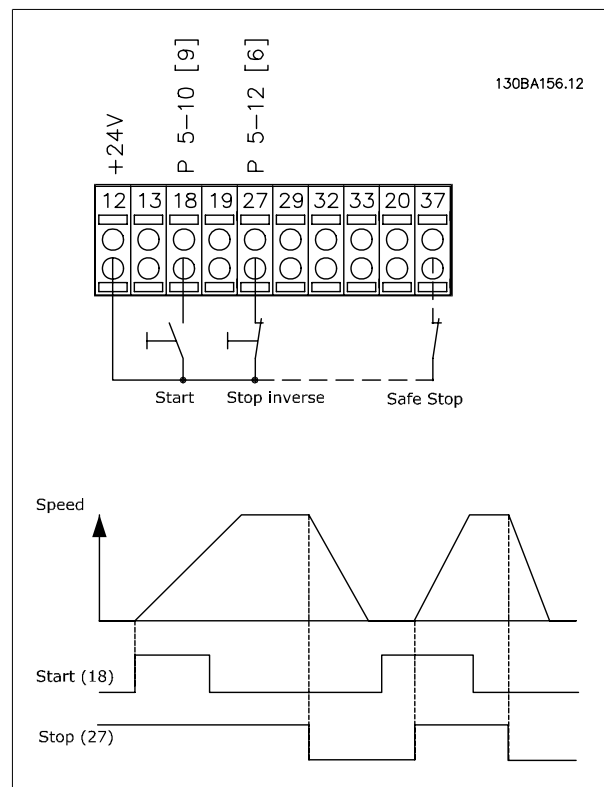 130BA156.12
+24V
P 5-10 [9]
P 5-12 [6]
12 13 18 19 27 29 32 33 20 37
Start Stop inverse Safe Stop
Speed
Start (18)
Stop (27)